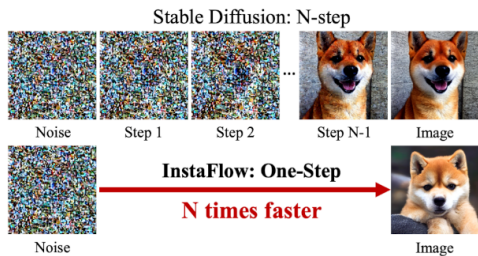 Stable Diffusion: N-step
...
Noise
Step 1
Step 2
Step N-1
Image
InstaFlow: One-Step
N times faster
Noise
Image